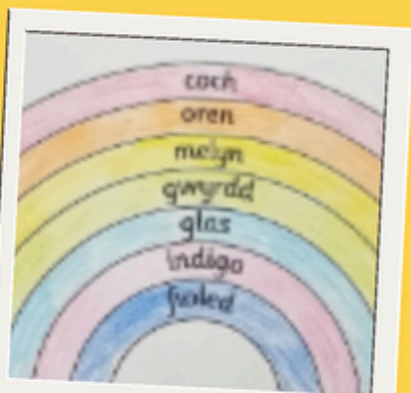 coch
oren
melyn
gwyrdd
glas
indigo
fioled